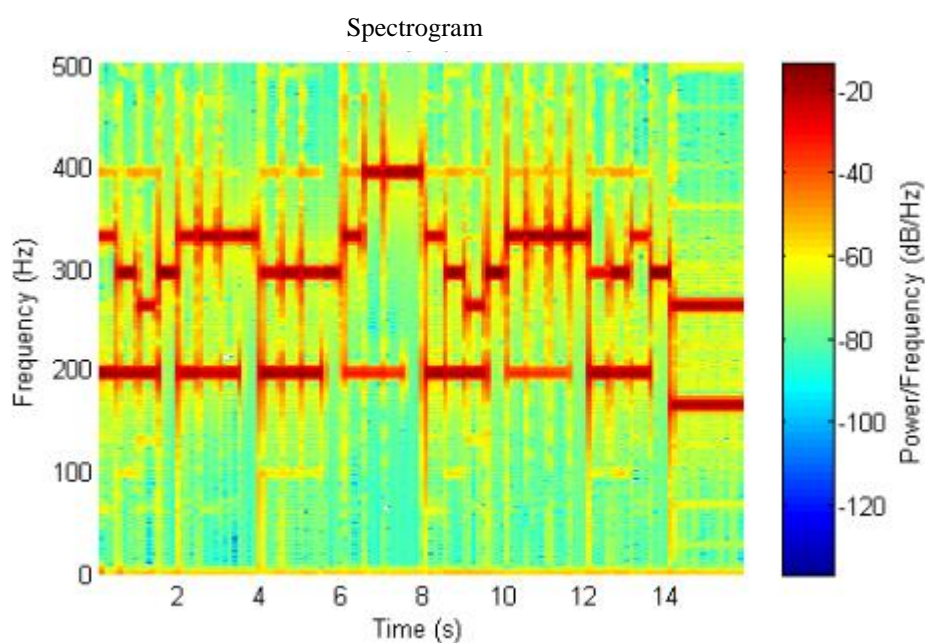 Spectrogram
500
400
300
200
100
0
Frequency (Hz)
2 4 6 8 10 12 14
Time (s)
-20
-40
-60
-80
-100
-120
Power/Frequency (dB/Hz)